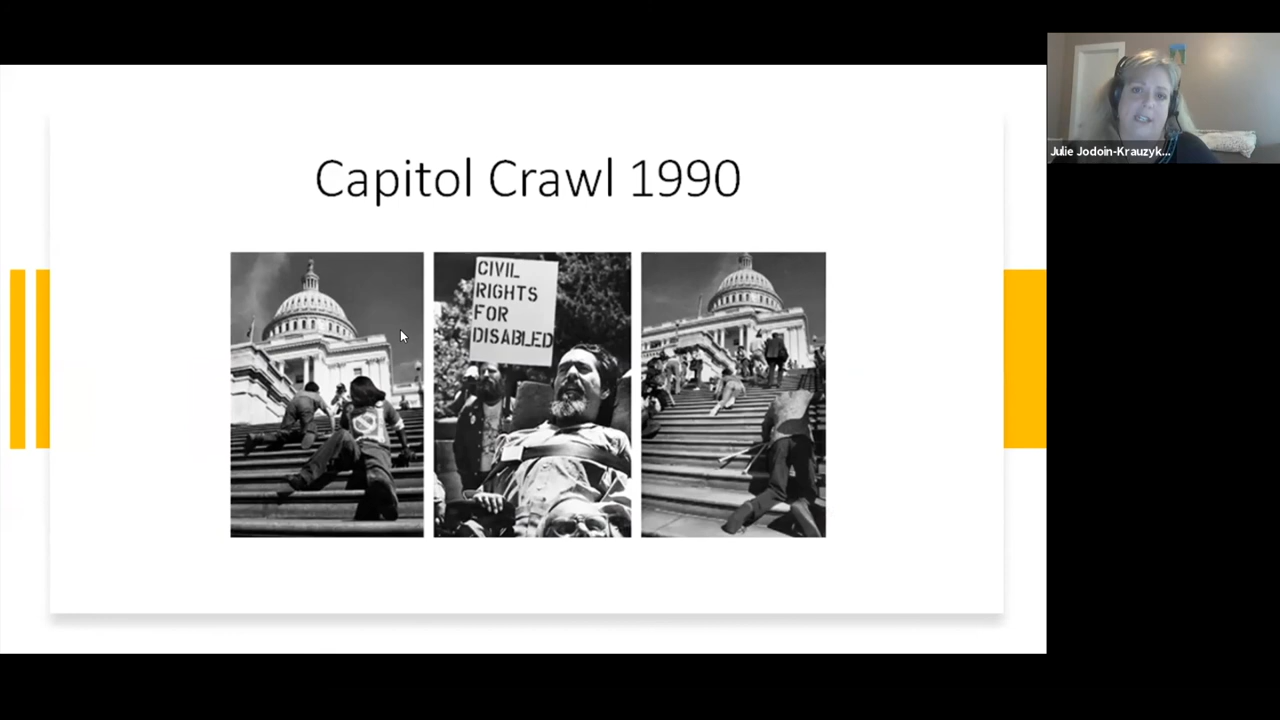 Capitol Crawl 1990
CIVIL
RIGHTS
FOR
DISABLED
Julie Jodoin-Krauzyk...